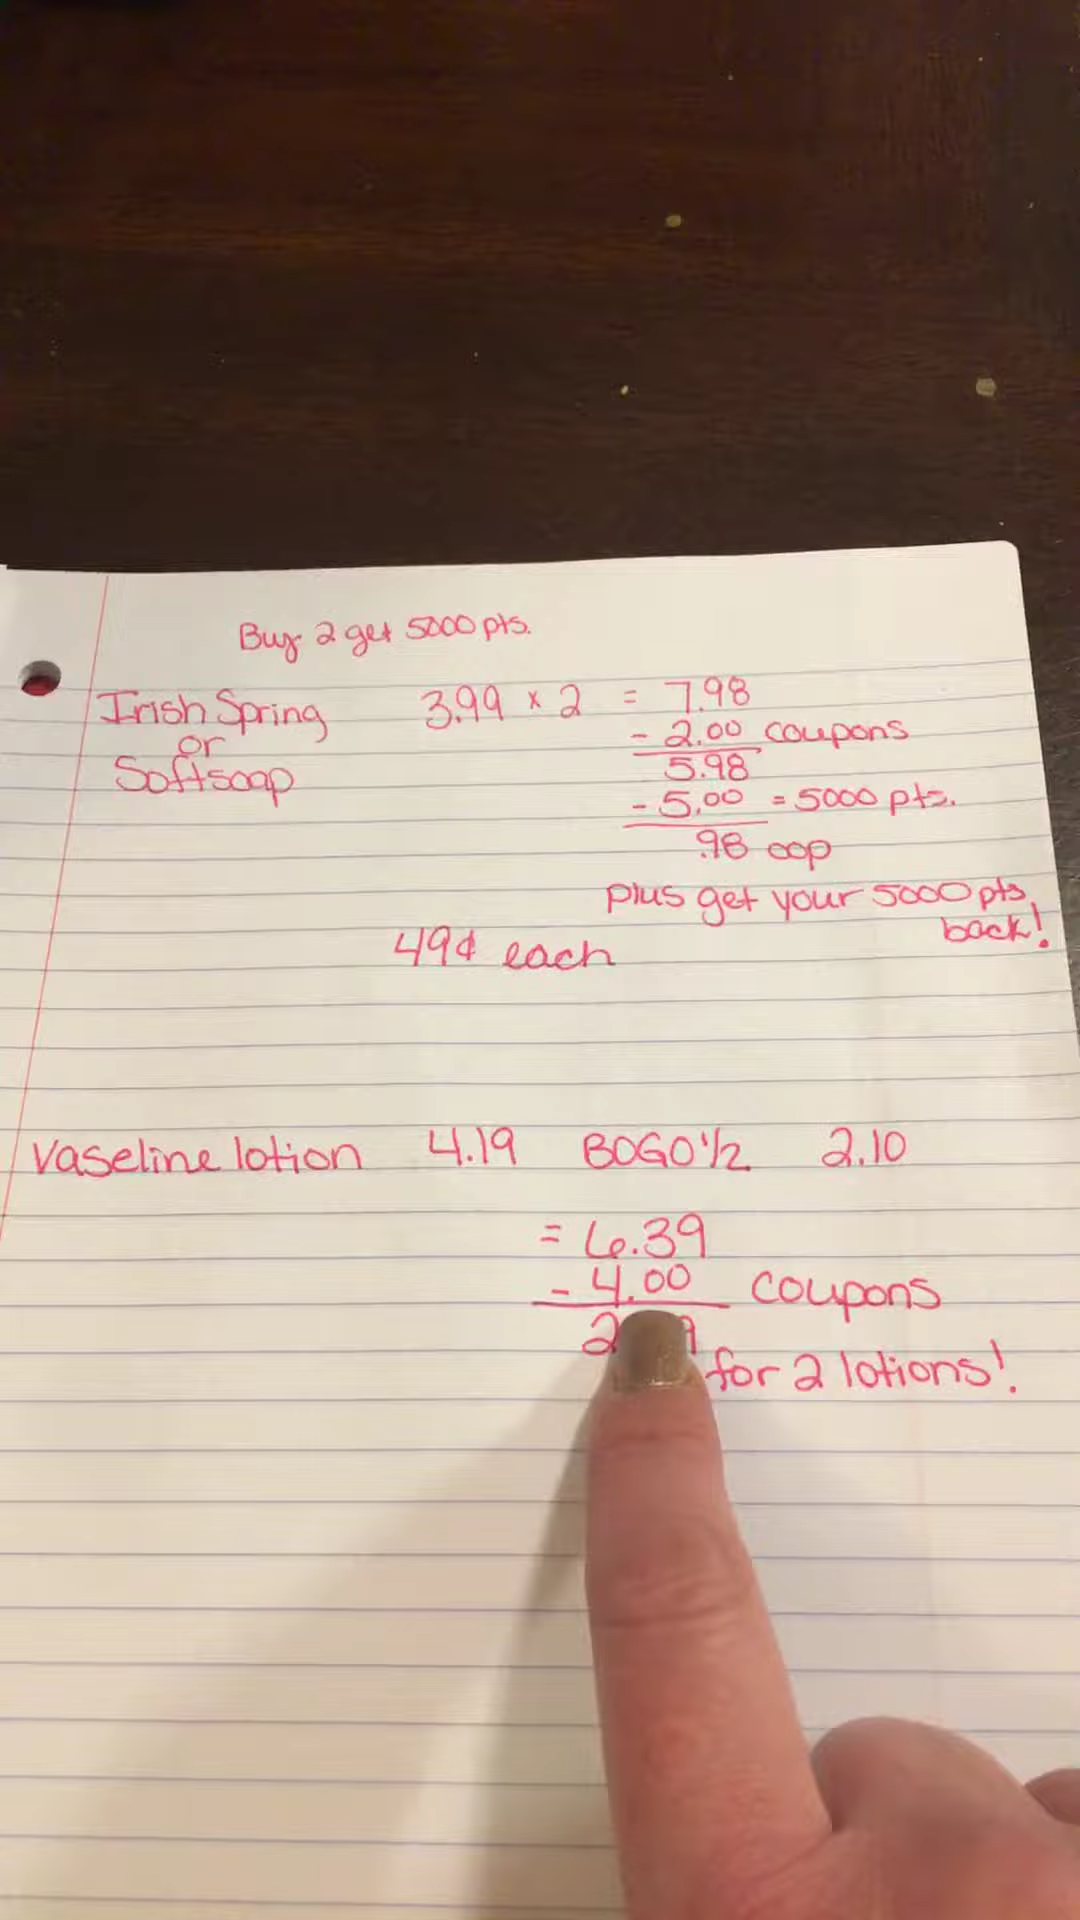 Buy 2 get 5000 pts.
Irish Spring 3.99 x 2 = 7.98
or
Softsoap
- 2.00 coupons
5.98
- 5.00 = 5000 pts.
.98 oop
plus get your 5000 pts
back!
49¢ each
Vaseline lotion 4.19 BOGO 1/2 2.10
= 6.39
- 4.00 coupons
for 2 lotions!